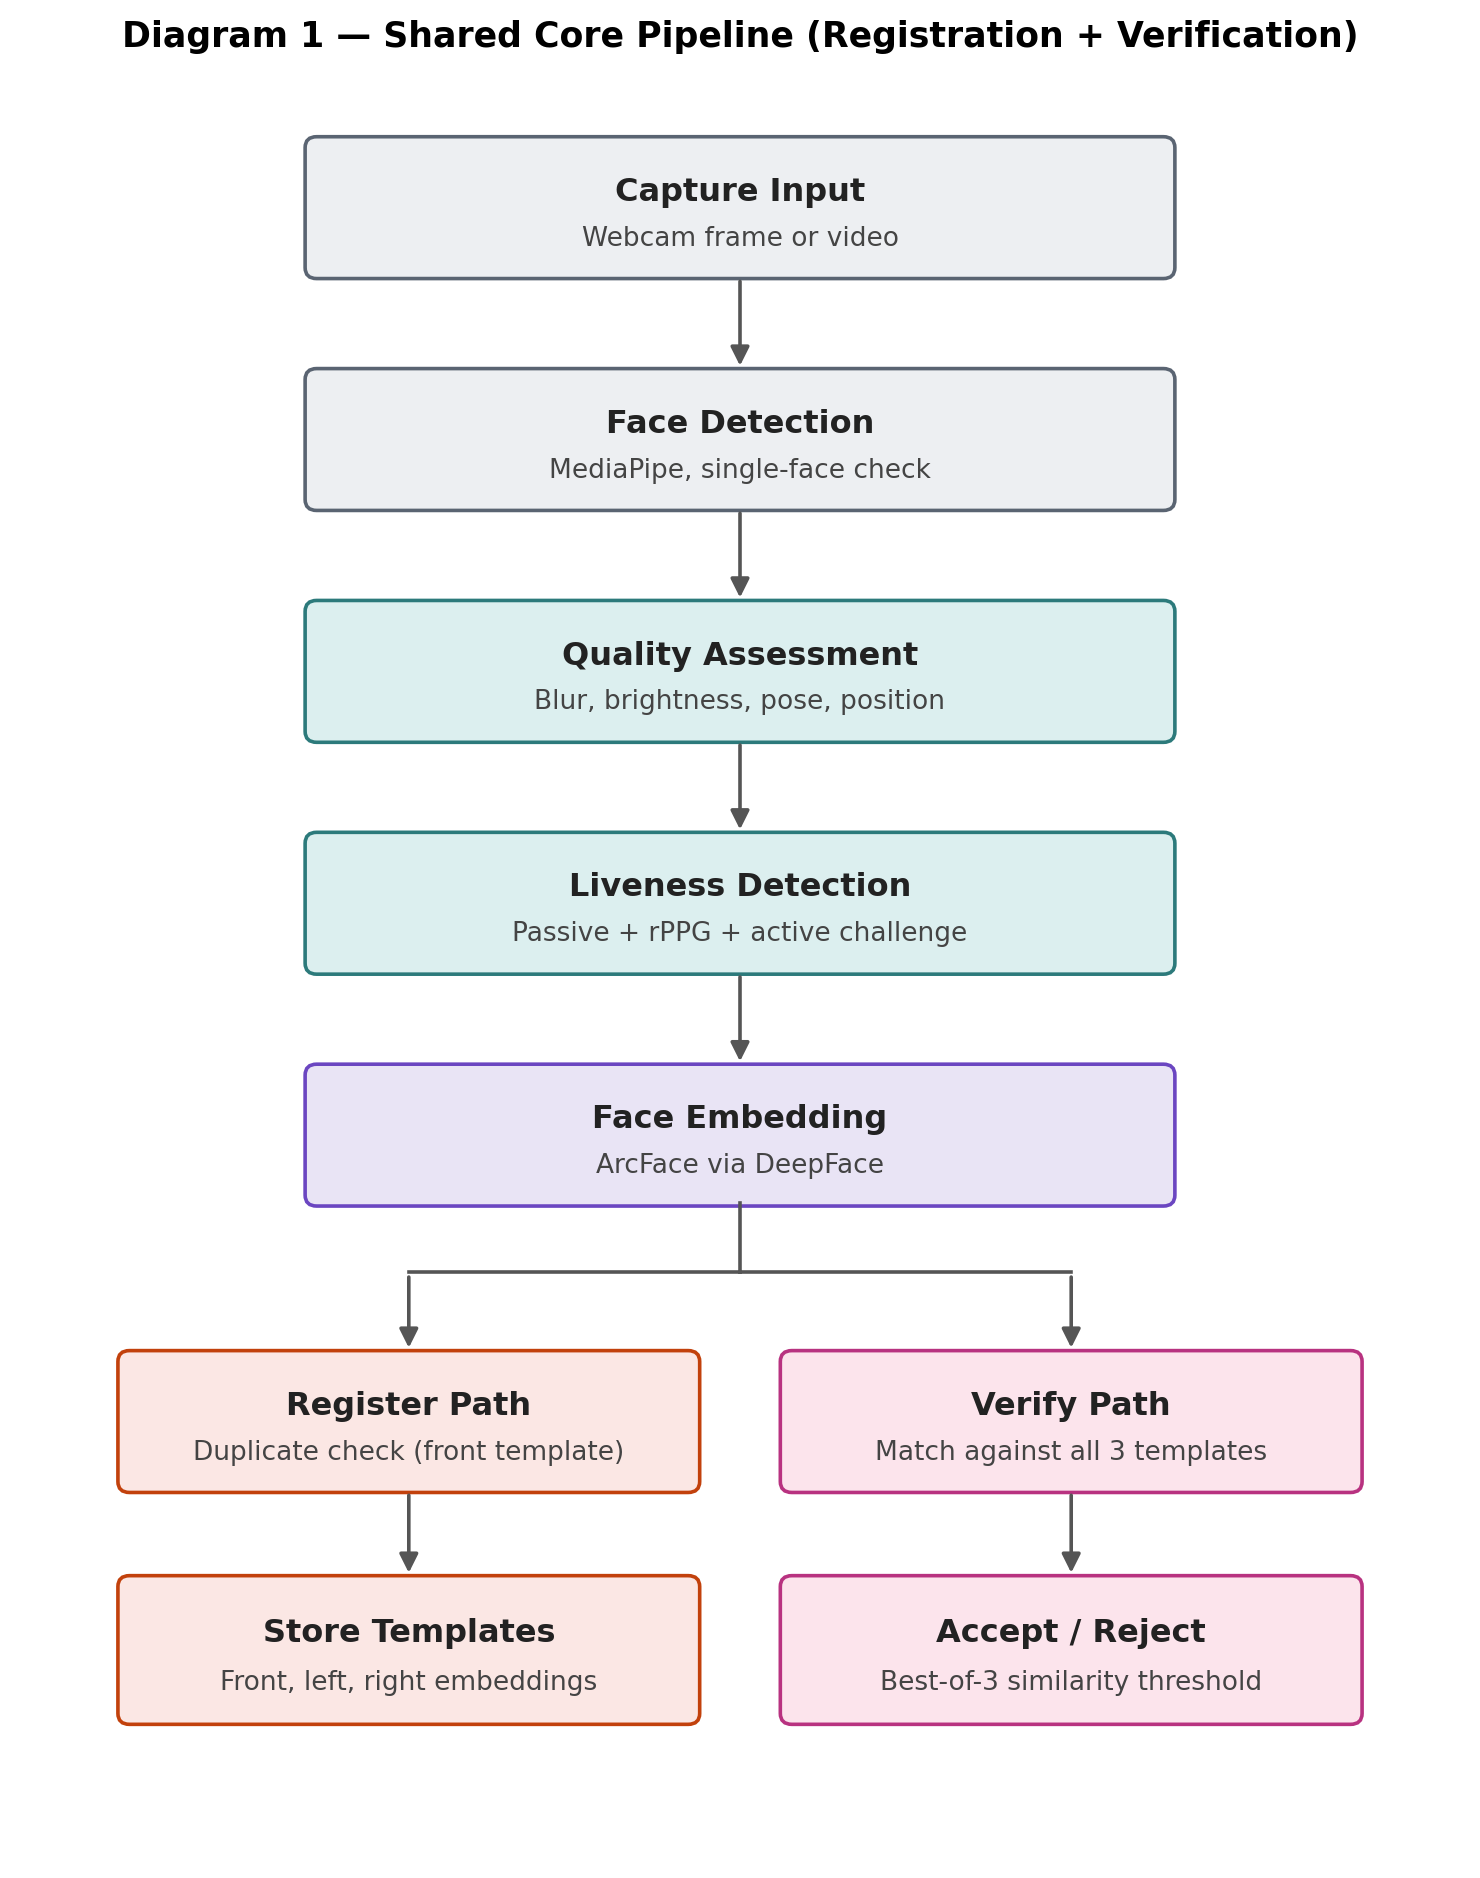 Diagram 1 — Shared Core Pipeline (Registration + Verification)
Capture Input
Webcam frame or video
Face Detection
MediaPipe, single-face check
Quality Assessment
Blur, brightness, pose, position
Liveness Detection
Passive + rPPG + active challenge
Face Embedding
ArcFace via DeepFace
Register Path
Duplicate check (front template)
Verify Path
Match against all 3 templates
Store Templates
Front, left, right embeddings
Accept / Reject
Best-of-3 similarity threshold